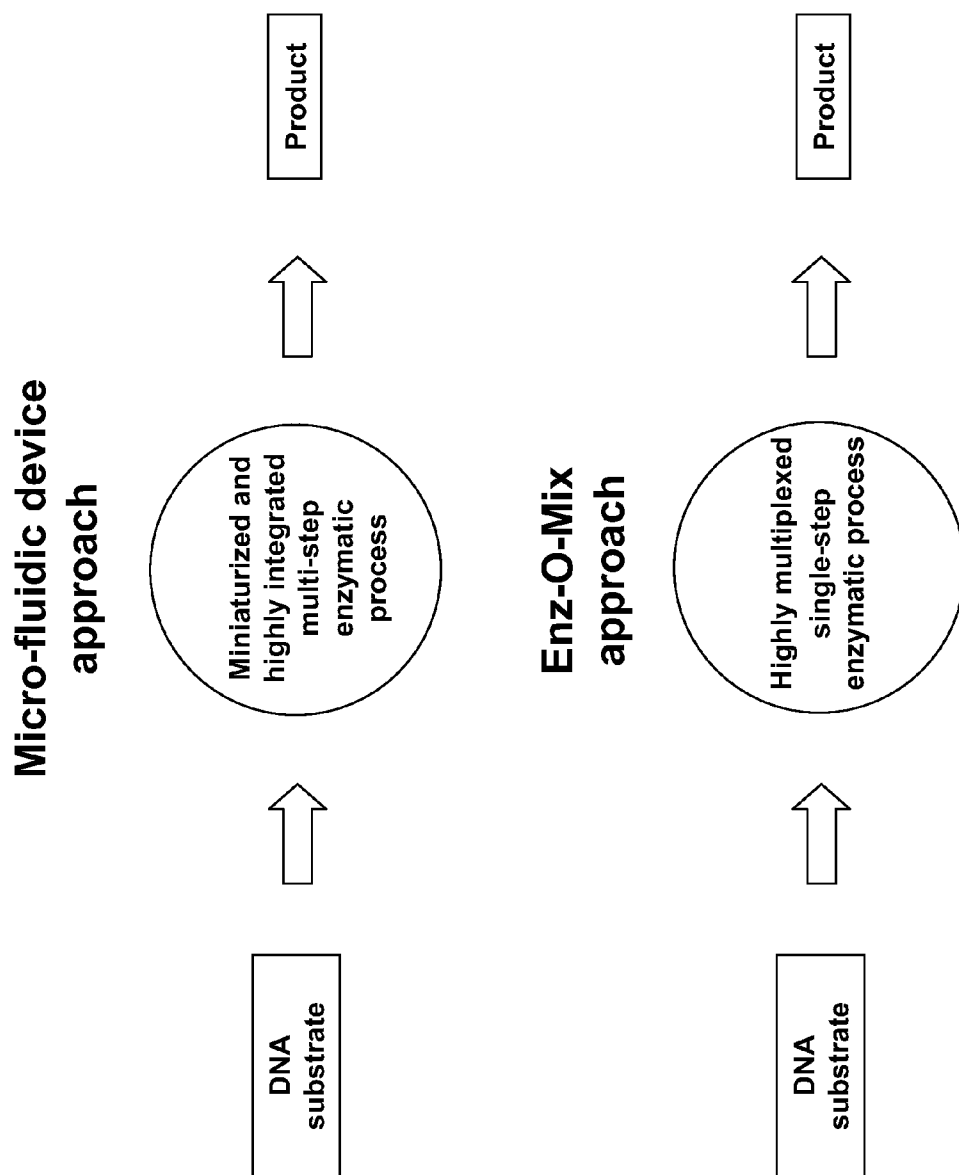 Micro-fluidic device
approach
DNA
substrate
Miniaturized and
highly integrated
multi-step
enzymatic
process
Product
Enz-O-Mix
approach
DNA
substrate
Highly multiplexed
single-step
enzymatic process
Product